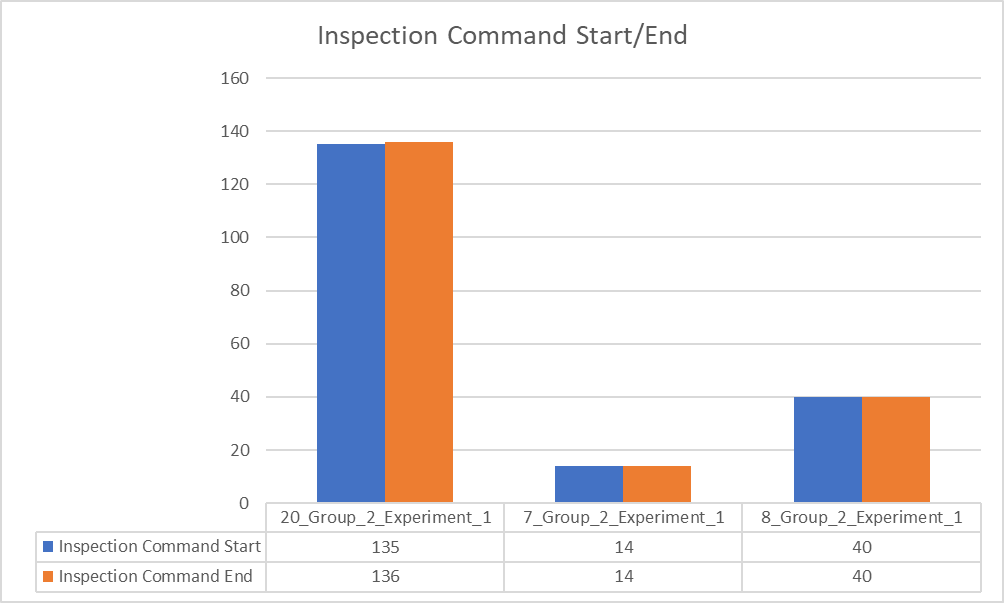 Inspection Command Start/End
160
140
120
100
80
60
40
20
0
20_Group_2_Experiment_1 7_Group_2_Experiment_1 8_Group_2_Experiment_1
Inspection Command Start 135 14 40
Inspection Command End 136 14 40